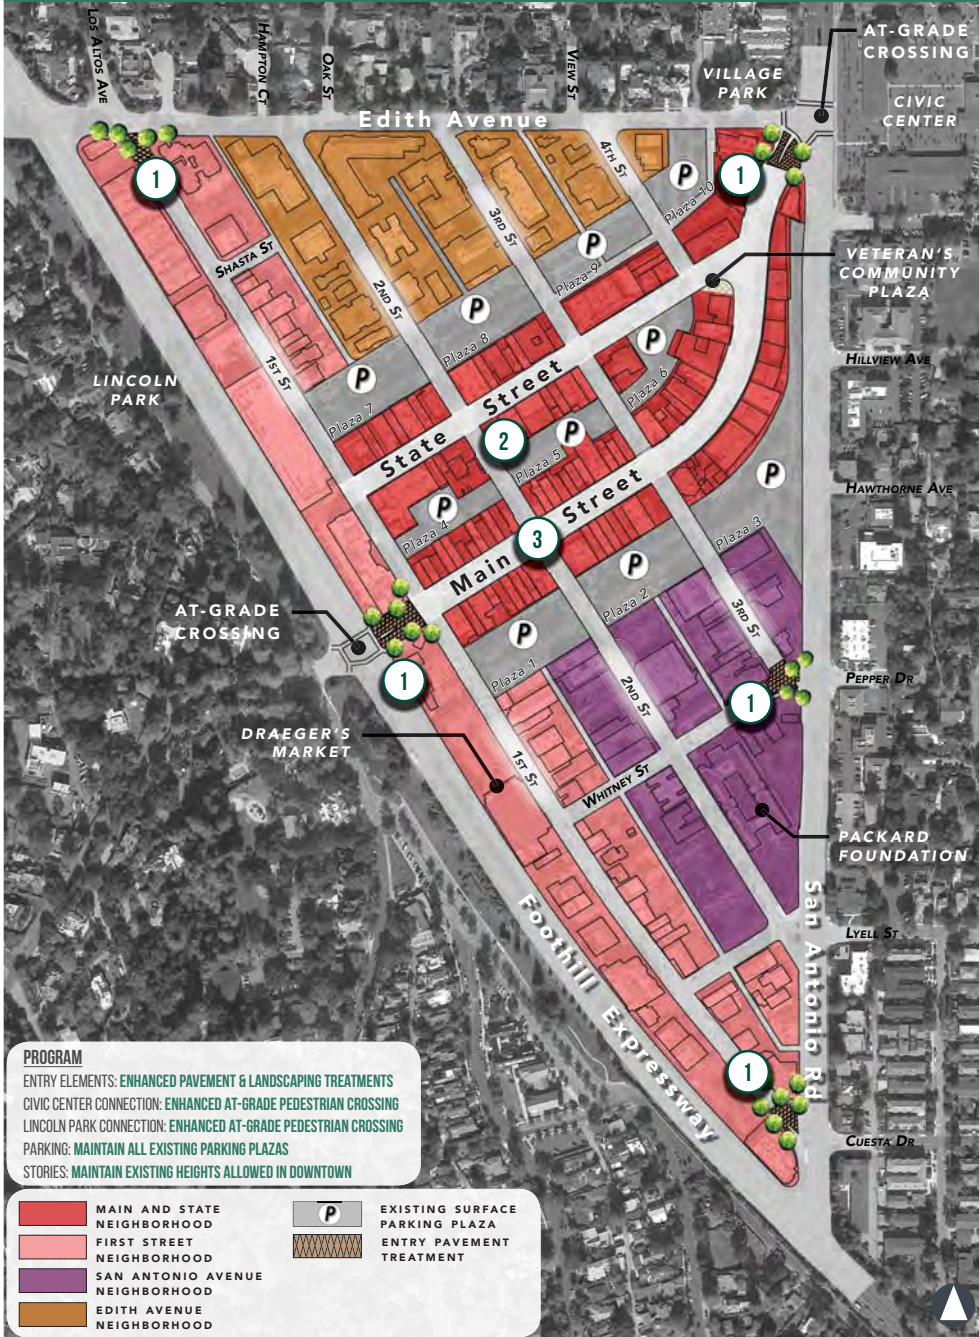 LOS ALTOS AVE
HAMPTON CT
OAK ST
VIEW ST
AT-GRADE
CROSSING
VILLAGE
PARK
CIVIC
CENTER
Edith Avenue
4TH ST
P
1
1
Plaza 10
3RD ST
P
SHASTA ST
VETERAN'S
COMMUNITY
PLAZA
Plaza 9
2ND ST
P
P
Plaza 8
HILLVIEW AVE
1ST ST
LINCOLN
PARK
P
Plaza 6
Plaza 7
State Street
2
P
Plaza 5
P
HAWTHORNE AVE
P
Plaza 4
Main Street
3
Plaza 3
P
AT-GRADE
CROSSING
Plaza 2
3RD ST
P
Plaza 1
1
PEPPER DR
2ND ST
1
DRAEGER'S
MARKET
1ST ST
WHITNEY ST
PACKARD
FOUNDATION
San Antonio Rd
LYELL ST
Foothill Expressway
1
CUESTA DR
PROGRAM
ENTRY ELEMENTS: ENHANCED PAVEMENT & LANDSCAPING TREATMENTS
CIVIC CENTER CONNECTION: ENHANCED AT-GRADE PEDESTRIAN CROSSING
LINCOLN PARK CONNECTION: ENHANCED AT-GRADE PEDESTRIAN CROSSING
PARKING: MAINTAIN ALL EXISTING PARKING PLAZAS
STORIES: MAINTAIN EXISTING HEIGHTS ALLOWED IN DOWNTOWN
MAIN AND STATE
NEIGHBORHOOD
FIRST STREET
NEIGHBORHOOD
SAN ANTONIO AVENUE
NEIGHBORHOOD
EDITH AVENUE
NEIGHBORHOOD
P
EXISTING SURFACE
PARKING PLAZA
ENTRY PAVEMENT
TREATMENT